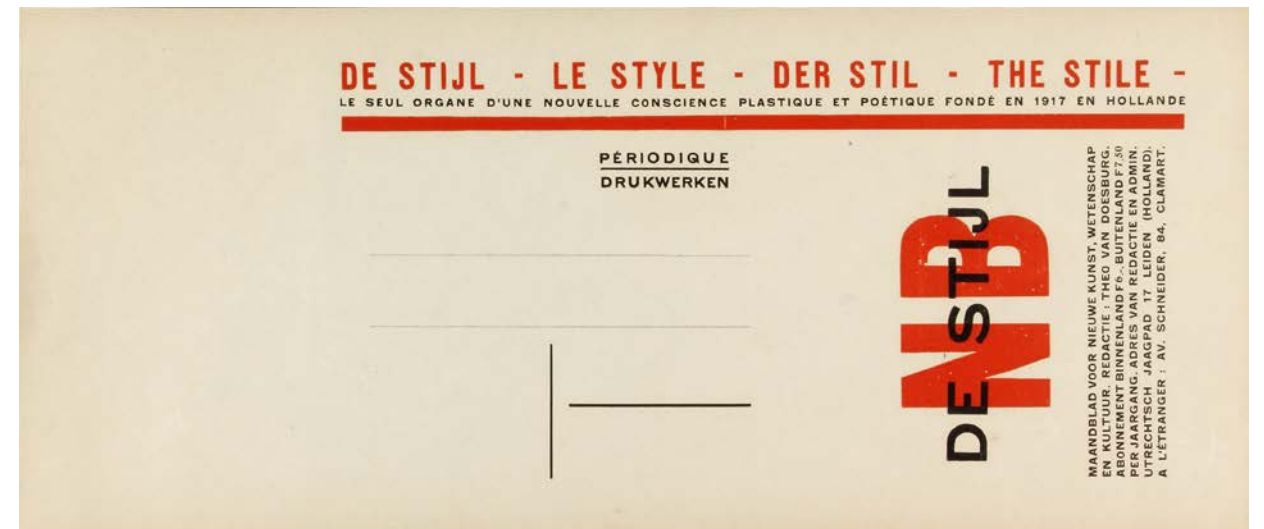 DE STIJL - LE STYLE - DER STIL - THE STILE -
LE SEUL ORGANE D'UNE NOUVELLE CONSCIENCE PLASTIQUE ET POÉTIQUE FONDÉ EN 1917 EN HOLLANDE
PÉRIODIQUE
DRUKWERKEN
NB
DE STIJL
MAANDBLAD VOOR NIEUWE KUNST, WETENSCHAP
EN KULTUUR. REDACTIE : THEO VAN DOESBURG.
ABONNEMENT BINNENLAND F 6.-, BUITENLAND F 7.50
PER JAARGANG. ADRES VAN REDACTIE EN ADMIN.
UTRECHTSCH JAAGPAD 17 LEIDEN (HOLLAND).
A L'ÉTRANGER : AV. SCHNEIDER, 84, CLAMART.